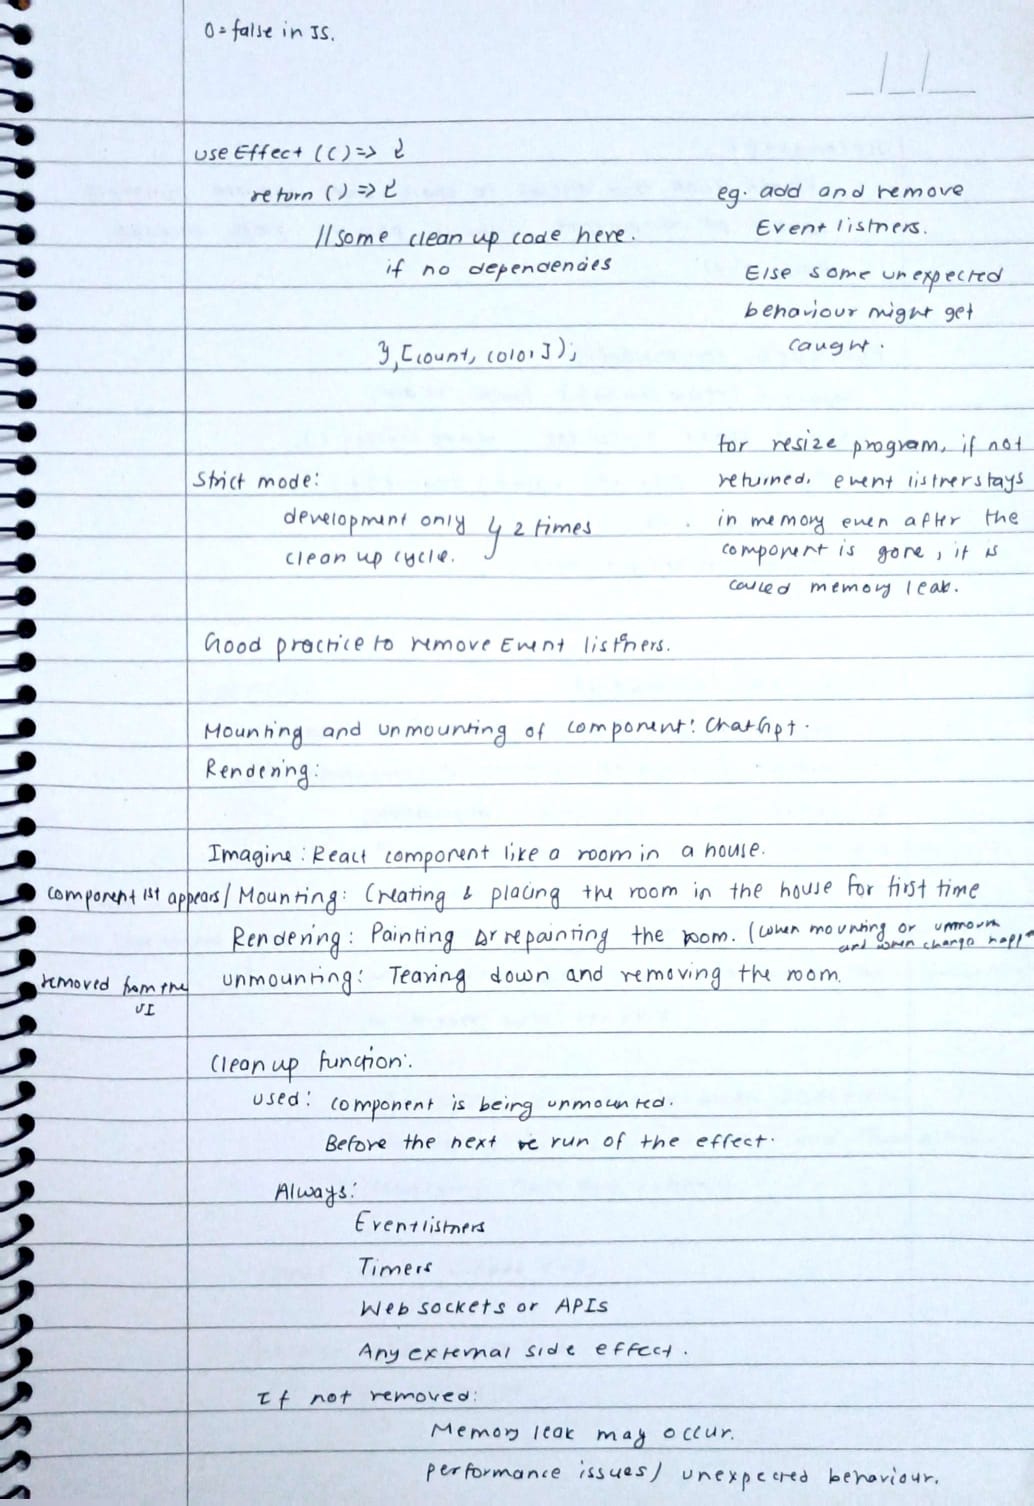 0 = false in JS.
useEffect (() => {
return () => {
// some clean up code here.
if no dependencies
}, [count, color]);
eg. add and remove
Event listners.
Else some unexpected
behaviour might get
caught.
for resize program, if not
returned, event listner stays
in memory even after the
component is gone, it is
called memory leak.
Strict mode:
development only } 2 times
clean up cycle.
Good practice to remove Event listners.
Mounting and unmounting of component: ChatGpt.
Rendering:
Imagine: React component like a room in a house.
component 1st appears / Mounting: Creating & placing the room in the house for first time
Rendering: Painting or repainting the room. (when mounting or unmoun
and when change happ
removed from the UI
unmounting: Tearing down and removing the room.
Clean up function:
used: component is being unmounted.
Before the next run of the effect.
Always:
Eventlistners
Timers
Web sockets or APIs
Any external side effect.
If not removed:
Memory leak may occur.
performance issues/ unexpected behaviour.